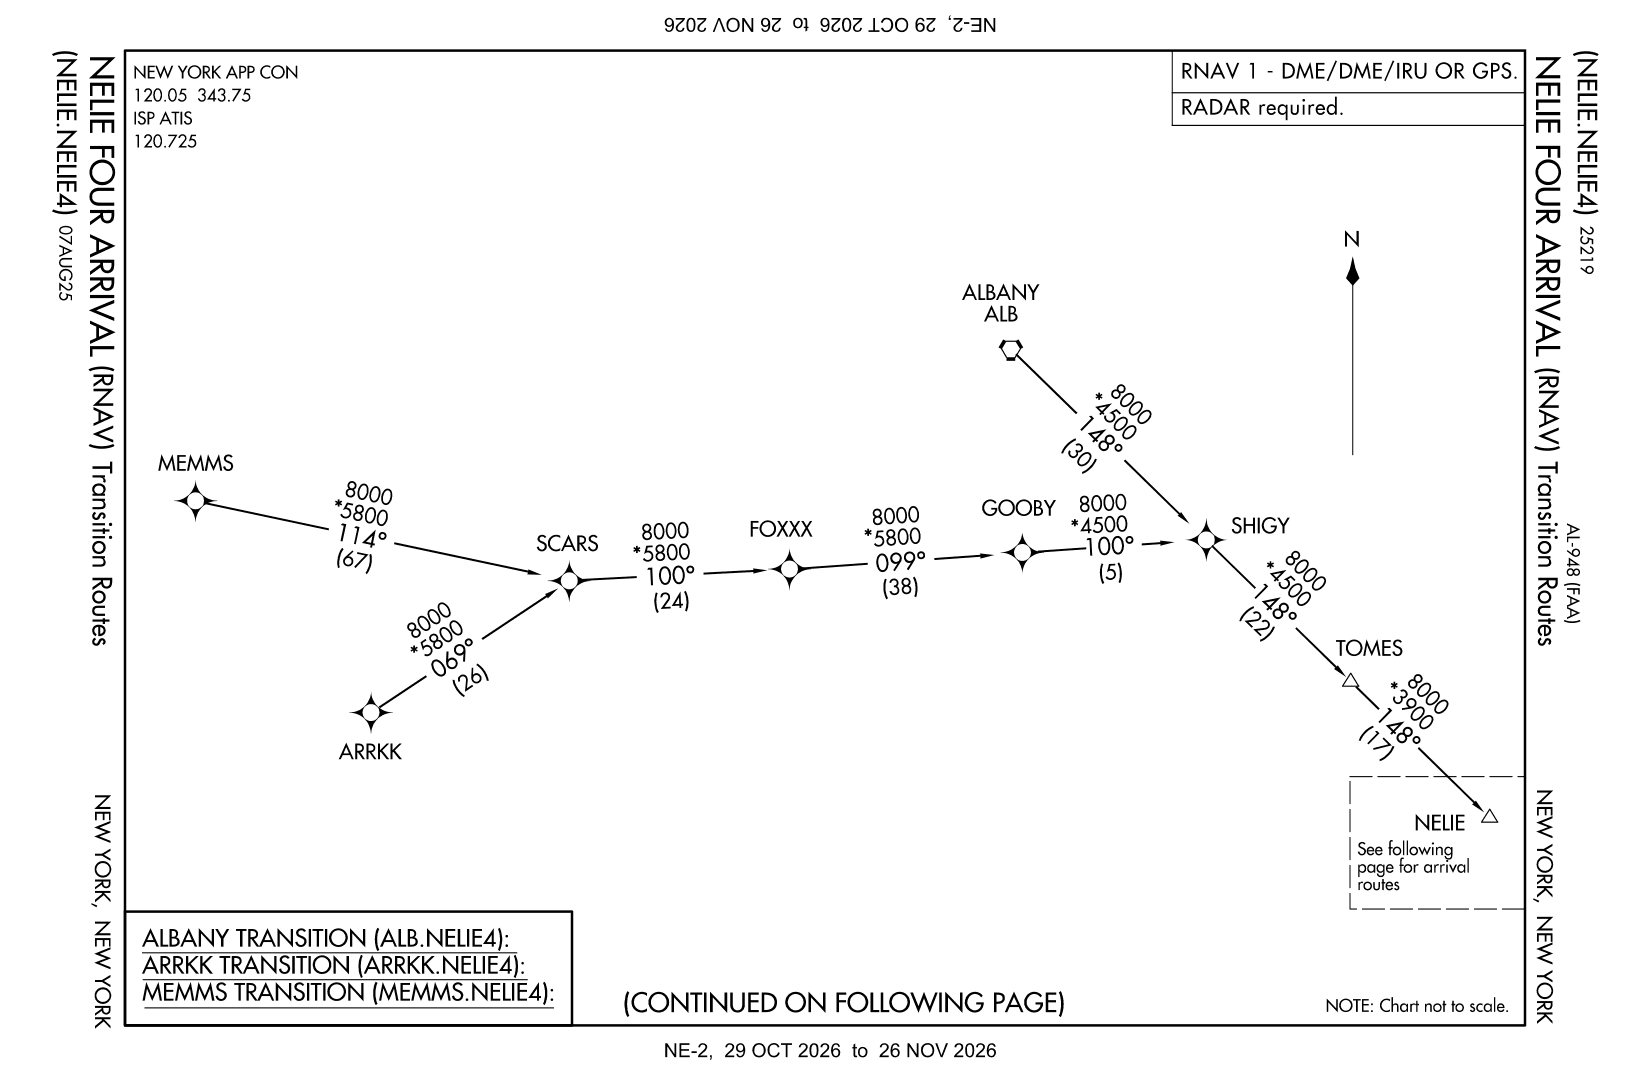 NE-2, 29 OCT 2026 to 26 NOV 2026
NELIE FOUR ARRIVAL (RNAV) Transition Routes
(NELIE.NELIE4) 07AUG25
NEW YORK, NEW YORK
NEW YORK APP CON
120.05 343.75
ISP ATIS
120.725
RNAV 1 - DME/DME/IRU OR GPS.
RADAR required.
(NELIE.NELIE4) 25219
NELIE FOUR ARRIVAL (RNAV) Transition Routes
AL-948 (FAA)
NEW YORK, NEW YORK
N
ALBANY
ALB
8000
*4500
148°
(30)
MEMMS
8000
*5800
114°
(67)
SCARS
8000
*5800
100°
(24)
FOXXX
8000
*5800
099°
(38)
GOOBY
8000
*4500
100°
(5)
SHIGY
8000
*4500
148°
(22)
8000
*5800
069°
(26)
ARRKK
TOMES
8000
*3900
148°
(17)
NELIE
See following
page for arrival
routes
ALBANY TRANSITION (ALB.NELIE4):
ARRKK TRANSITION (ARRKK.NELIE4):
MEMMS TRANSITION (MEMMS.NELIE4):
(CONTINUED ON FOLLOWING PAGE)
NOTE: Chart not to scale.
NE-2, 29 OCT 2026 to 26 NOV 2026